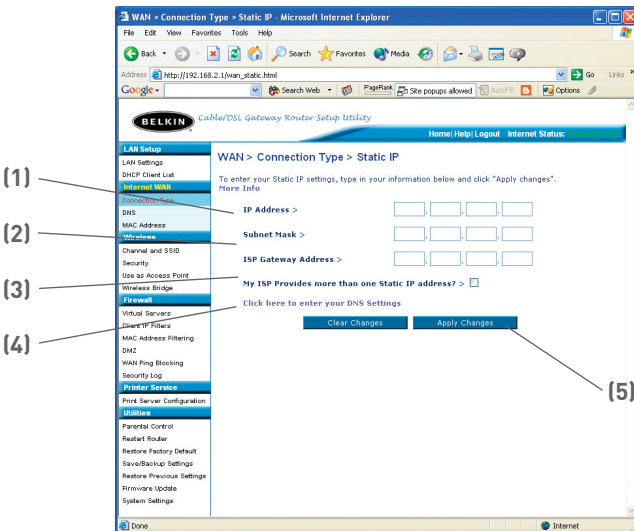 WAN > Connection Type > Static IP - Microsoft Internet Explorer
File Edit View Favorites Tools Help
Back Search Favorites Media
Address http://192.168.2.1/wan_static.html Go Links »
Google Search Web PageRank Site popups allowed AutoFill Options
BELKIN Cable/DSL Gateway Router Setup Utility
Home|Help|Logout Internet Status:
LAN Setup
LAN Settings
DHCP Client List
Internet WAN
Connection Type
DNS
MAC Address
Wireless
Channel and SSID
Security
Use as Access Point
Wireless Bridge
Firewall
Virtual Servers
Client IP Filters
MAC Address Filtering
DMZ
WAN Ping Blocking
Security Log
Printer Service
Print Server Configuration
Utilities
Parental Control
Restart Router
Restore Factory Default
Save/Backup Settings
Restore Previous Settings
Firmware Update
System Settings
WAN > Connection Type > Static IP
To enter your Static IP settings, type in your information below and click "Apply changes".
More Info
IP Address > . . .
Subnet Mask > . . .
ISP Gateway Address > . . .
My ISP Provides more than one Static IP address? >
Click here to enter your DNS Settings
Clear Changes Apply Changes
(1)
(2)
(3)
(4)
(5)
Done Internet